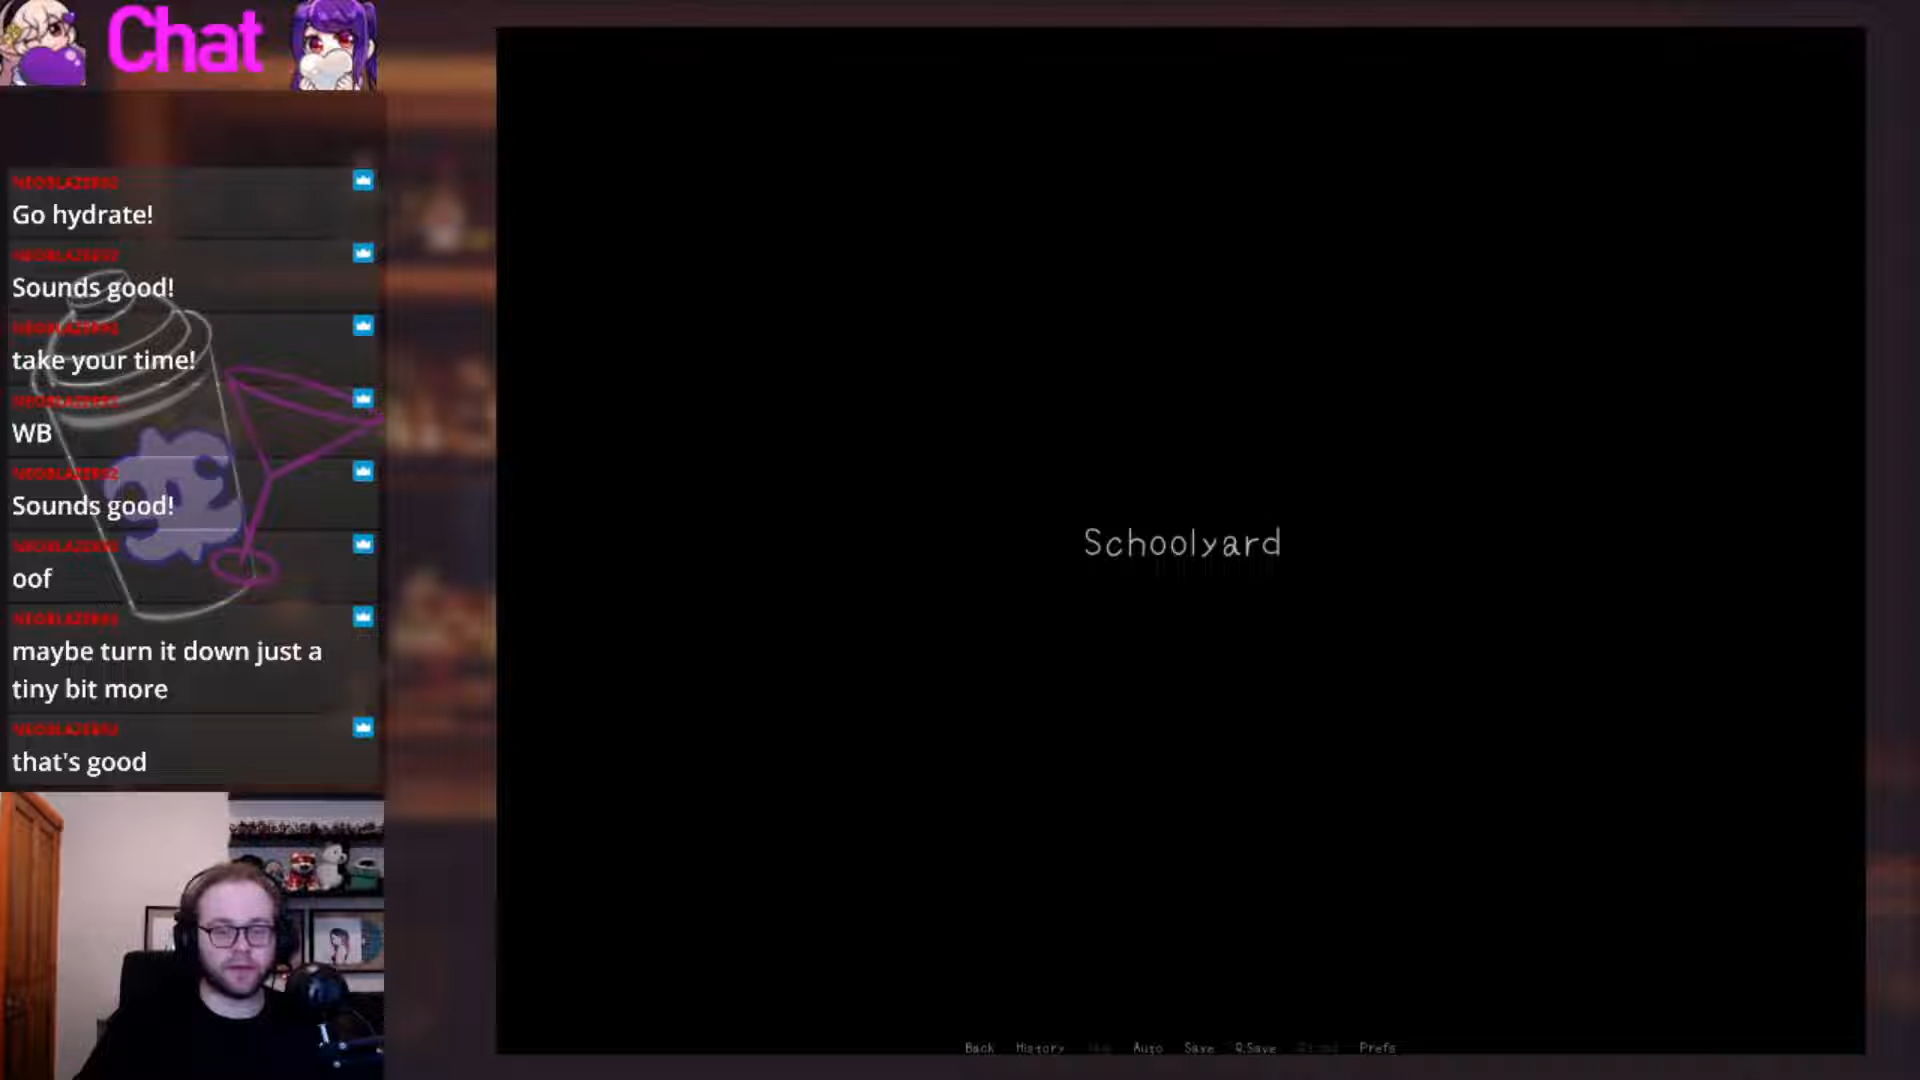 Chat
Go hydrate!
Sounds good!
take your time!
WB
Sounds good!
oof
maybe turn it down just a
tiny bit more
that's good
Schoolyard
Back History Auto Save Q.Save Prefs